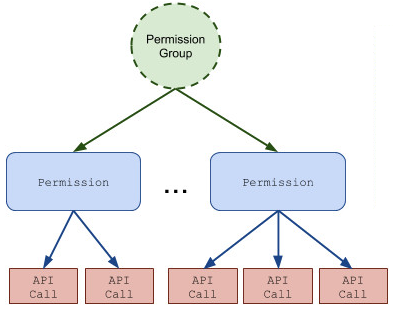 Permission
Group
Permission
...
Permission
API
Call
API
Call
API
Call
API
Call
API
Call